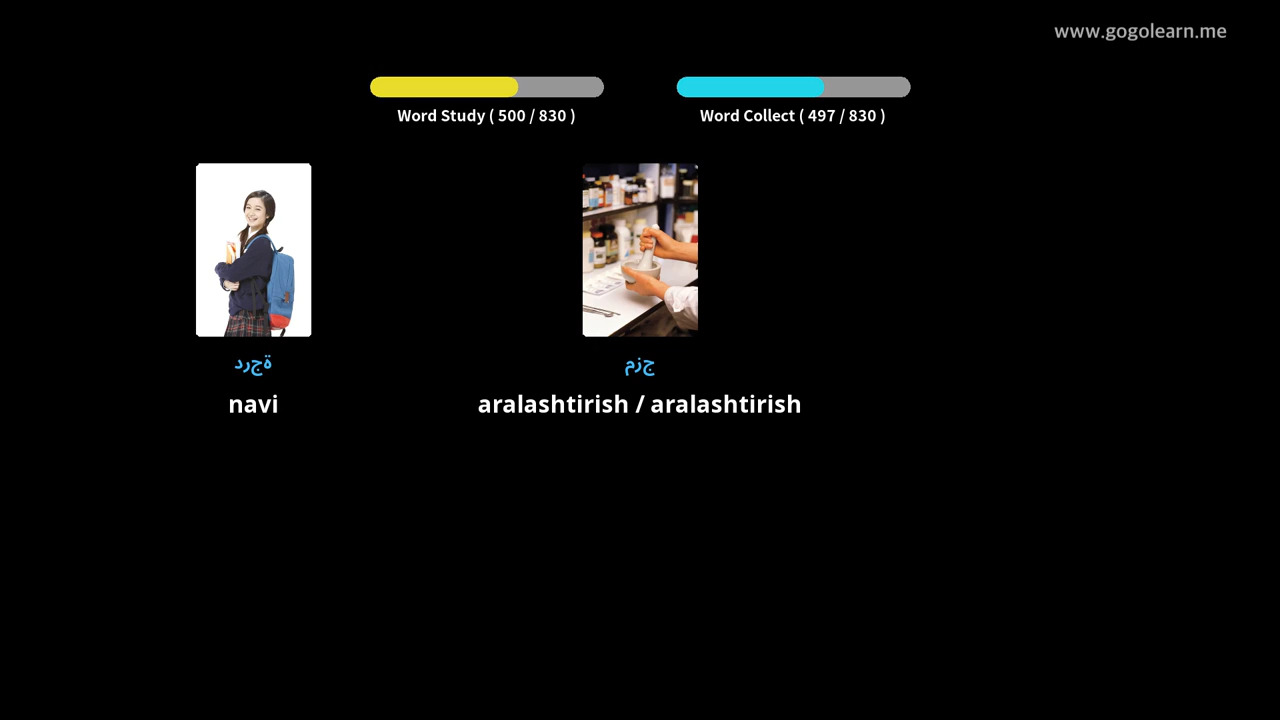 www.gogolearn.me
Word Study ( 500 / 830 )
Word Collect ( 497 / 830 )
ةجرد
navi
جزم
aralashtirish / aralashtirish